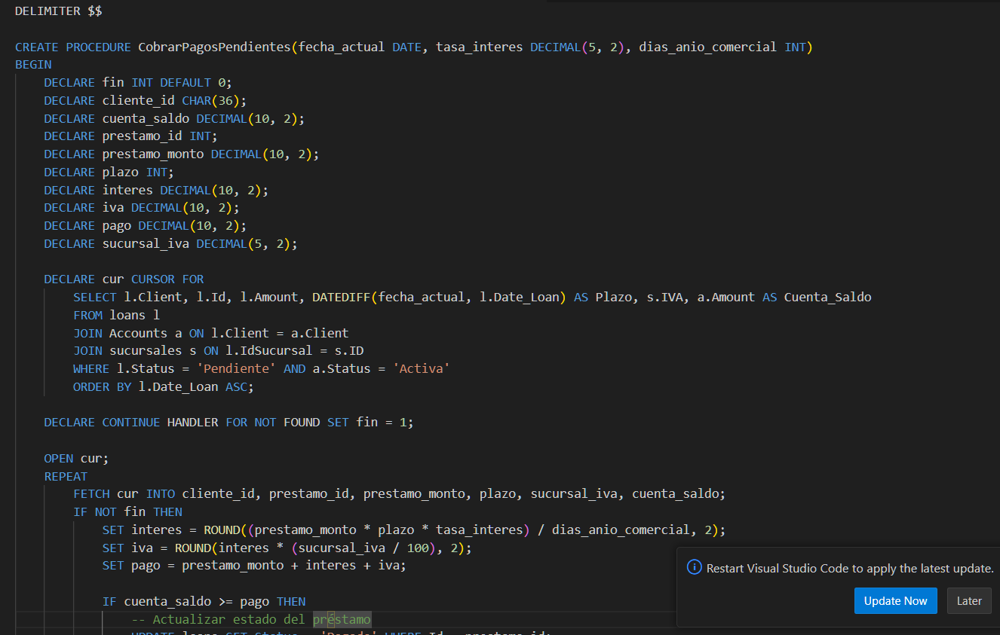 DELIMITER $$
CREATE PROCEDURE CobrarPagosPendientes(fecha_actual DATE, tasa_interes DECIMAL(5, 2), dias_anio_comercial INT)
BEGIN
DECLARE fin INT DEFAULT 0;
DECLARE cliente_id CHAR(36);
DECLARE cuenta_saldo DECIMAL(10, 2);
DECLARE prestamo_id INT;
DECLARE prestamo_monto DECIMAL(10, 2);
DECLARE plazo INT;
DECLARE interes DECIMAL(10, 2);
DECLARE iva DECIMAL(10, 2);
DECLARE pago DECIMAL(10, 2);
DECLARE sucursal_iva DECIMAL(5, 2);
DECLARE cur CURSOR FOR
SELECT l.Client, l.Id, l.Amount, DATEDIFF(fecha_actual, l.Date_Loan) AS Plazo, s.IVA, a.Amount AS Cuenta_Saldo
FROM loans l
JOIN Accounts a ON l.Client = a.Client
JOIN sucursales s ON l.IdSucursal = s.ID
WHERE l.Status = 'Pendiente' AND a.Status = 'Activa'
ORDER BY l.Date_Loan ASC;
DECLARE CONTINUE HANDLER FOR NOT FOUND SET fin = 1;
OPEN cur;
REPEAT
FETCH cur INTO cliente_id, prestamo_id, prestamo_monto, plazo, sucursal_iva, cuenta_saldo;
IF NOT fin THEN
SET interes = ROUND((prestamo_monto * plazo * tasa_interes) / dias_anio_comercial, 2);
SET iva = ROUND(interes * (sucursal_iva / 100), 2);
SET pago = prestamo_monto + interes + iva;
IF cuenta_saldo >= pago THEN
-- Actualizar estado del préstamo
UPDATE loans SET Status = 'Pagado' WHERE Id = prestamo_id;
Restart Visual Studio Code to apply the latest update.
Update Now
Later